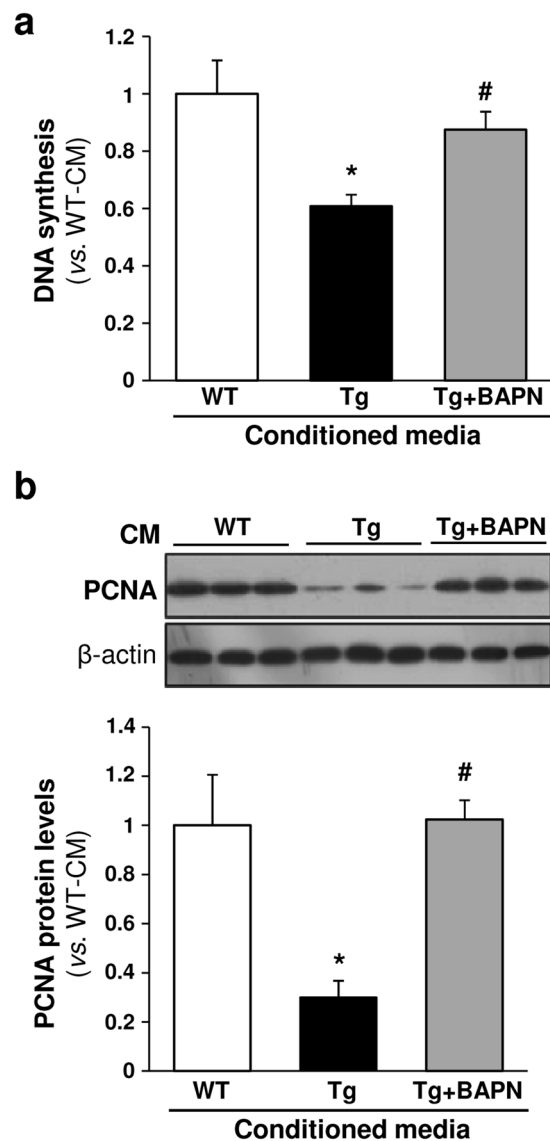 a
DNA synthesis
(vs. WT-CM)
1.2
1
0.8
0.6
0.4
0.2
0
*
#
WT Tg Tg+BAPN
Conditioned media
b
CM WT Tg Tg+BAPN
PCNA
β-actin
PCNA protein levels
(vs. WT-CM)
1.4
1.2
1
0.8
0.6
0.4
0.2
0
*
#
WT Tg Tg+BAPN
Conditioned media